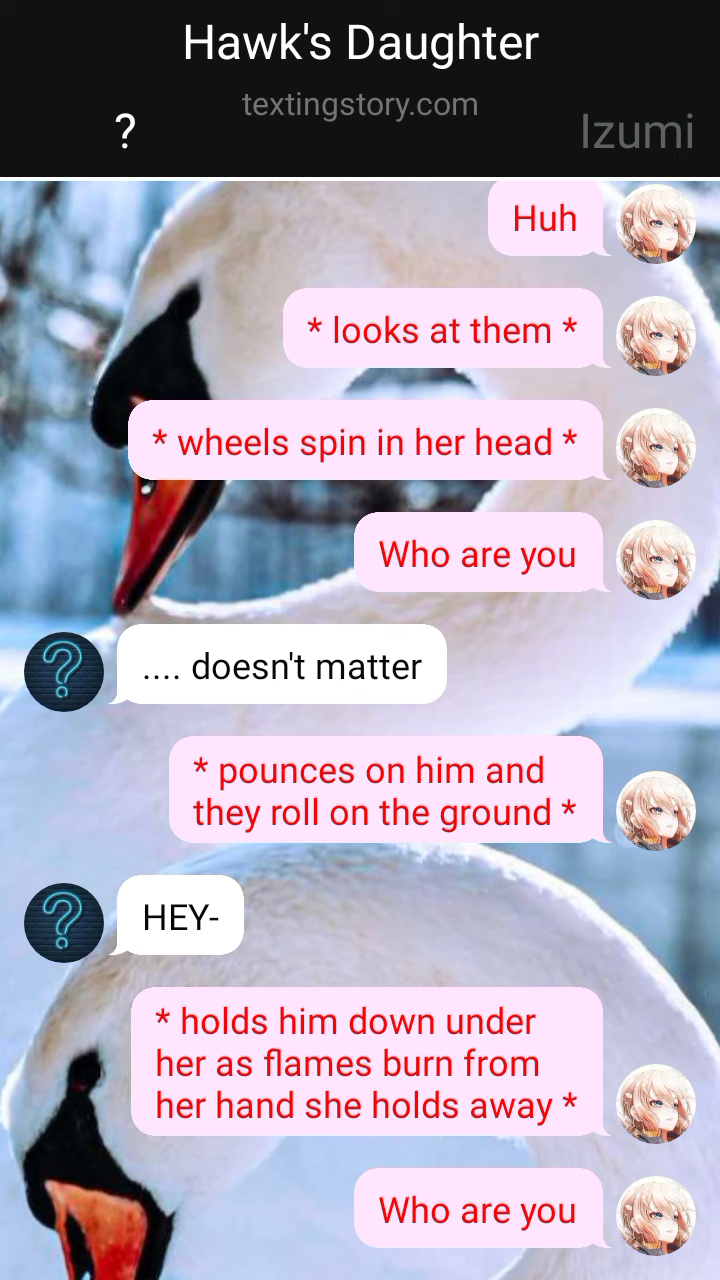 Hawk's Daughter
textingstory.com
?
Izumi
Huh
* looks at them *
* wheels spin in her head *
Who are you
.... doesn't matter
* pounces on him and
they roll on the ground *
HEY-
* holds him down under
her as flames burn from
her hand she holds away *
Who are you